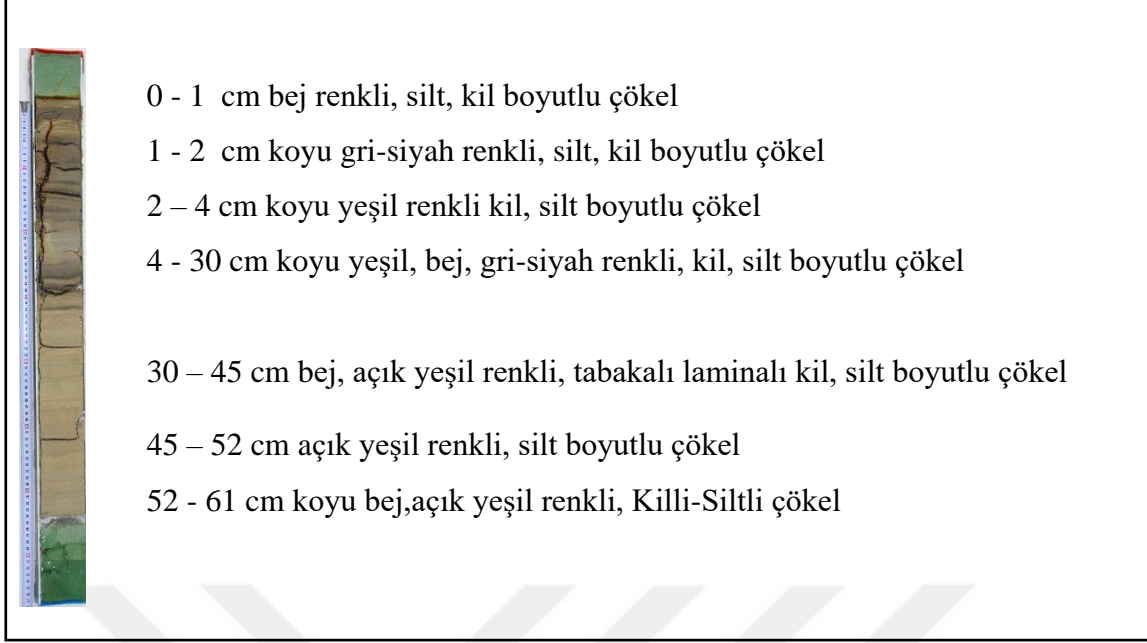 0 - 1 cm bej renkli, silt, kil boyutlu çökel
1 - 2 cm koyu gri-siyah renkli, silt, kil boyutlu çökel
2 – 4 cm koyu yeşil renkli kil, silt boyutlu çökel
4 - 30 cm koyu yeşil, bej, gri-siyah renkli, kil, silt boyutlu çökel
30 – 45 cm bej, açık yeşil renkli, tabakalı laminalı kil, silt boyutlu çökel
45 – 52 cm açık yeşil renkli, silt boyutlu çökel
52 - 61 cm koyu bej,açık yeşil renkli, Killi-Siltli çökel